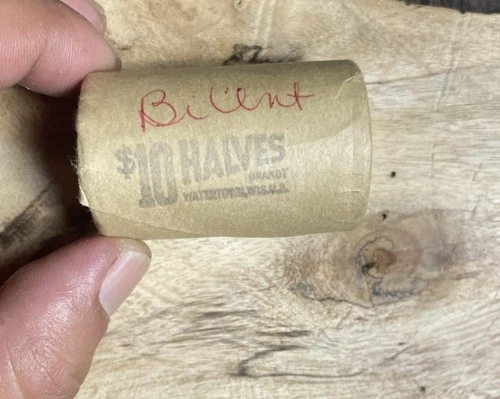 BiCent
$10 HALVES
BRANDT
WATERTOWN, WIS. U.S.A.